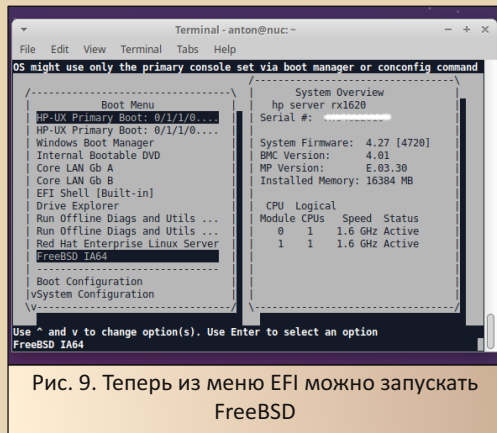 Terminal - anton@nuc: ~
File Edit View Terminal Tabs Help
OS might use only the primary console set via boot manager or conconfig command
Boot Menu
HP-UX Primary Boot: 0/1/1/0....
HP-UX Primary Boot: 0/1/1/0...
Windows Boot Manager
Internal Bootable DVD
Core LAN Gb A
Core LAN Gb B
EFI Shell [Built-in]
Drive Explorer
Run Offline Diags and Utils ...
Run Offline Diags and Utils ...
Red Hat Enterprise Linux Server
FreeBSD IA64
Boot Configuration
vSystem Configuration
System Overview
hp server rx1620
Serial #:
System Firmware: 4.27 [4720]
BMC Version: 4.01
MP Version: E.03.30
Installed Memory: 16384 MB
CPU Logical
Module CPUs Speed Status
0 1 1.6 GHz Active
1 1 1.6 GHz Active
Use ^ and v to change option(s). Use Enter to select an option
FreeBSD IA64
Рис. 9. Теперь из меню EFI можно запускать
FreeBSD